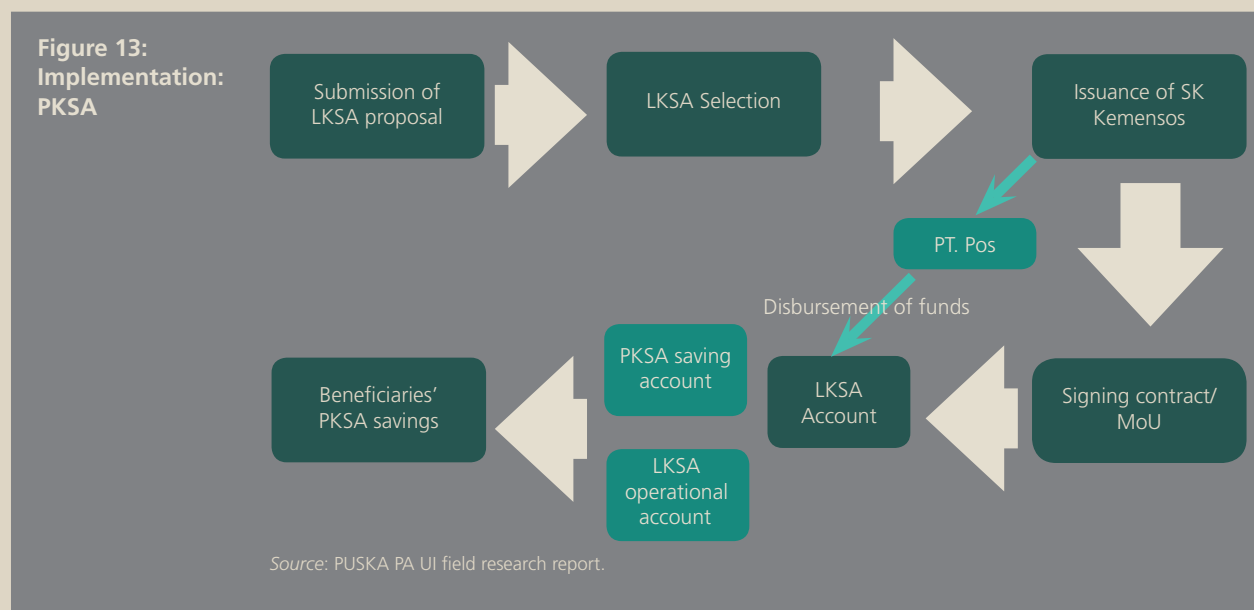 Figure 13:
Implementation:
PKSA
Submission of
LKSA proposal
LKSA Selection
Issuance of SK
Kemensos
PT. Pos
Disbursement of funds
PKSA saving
account
LKSA
operational
account
LKSA
Account
Signing contract/
MoU
Beneficiaries’
PKSA savings
Source: PUSKA PA UI field research report.